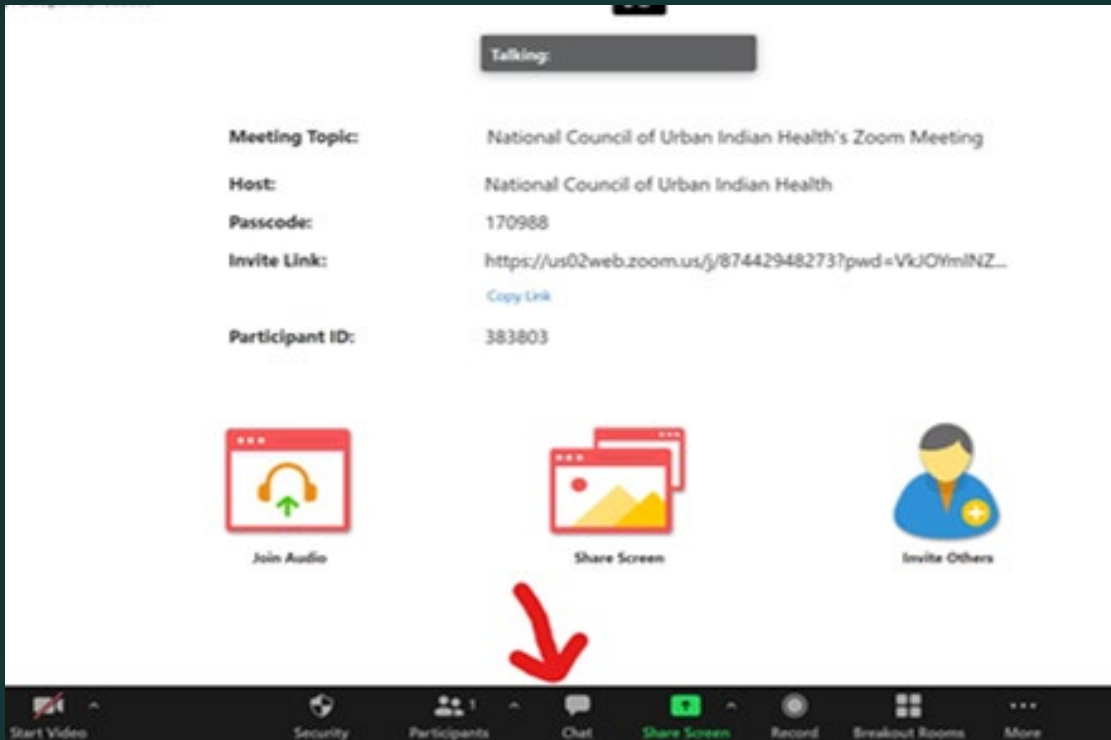 Talking:
Meeting Topic: National Council of Urban Indian Health's Zoom Meeting
Host: National Council of Urban Indian Health
Passcode: 170988
Invite Link: https://us02web.zoom.us/j/87442948273?pwd=VkJOYmlNZ...
Copy Link
Participant ID: 383803
Join Audio Share Screen Invite Others
1
Start Video Security Participants Chat Share Screen Record Breakout Rooms More